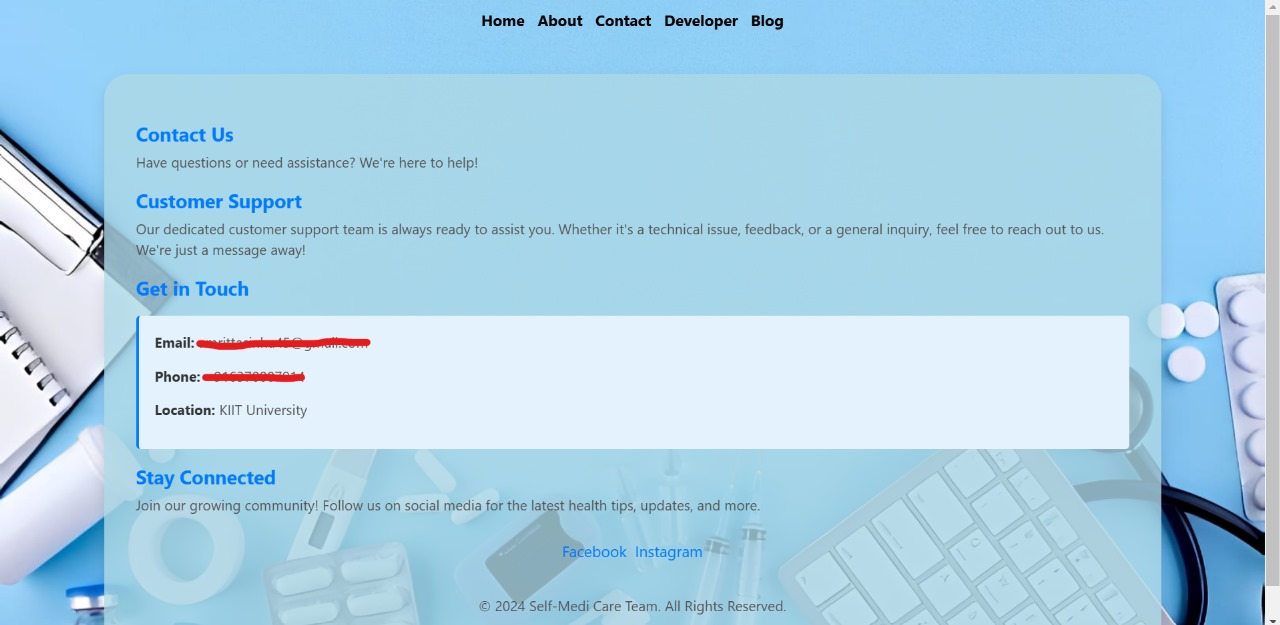 Home About Contact Developer Blog
Contact Us
Have questions or need assistance? We're here to help!
Customer Support
Our dedicated customer support team is always ready to assist you. Whether it's a technical issue, feedback, or a general inquiry, feel free to reach out to us.
We're just a message away!
Get in Touch
Email:
Phone:
Location: KIIT University
Stay Connected
Join our growing community! Follow us on social media for the latest health tips, updates, and more.
Facebook Instagram
© 2024 Self-Medi Care Team. All Rights Reserved.